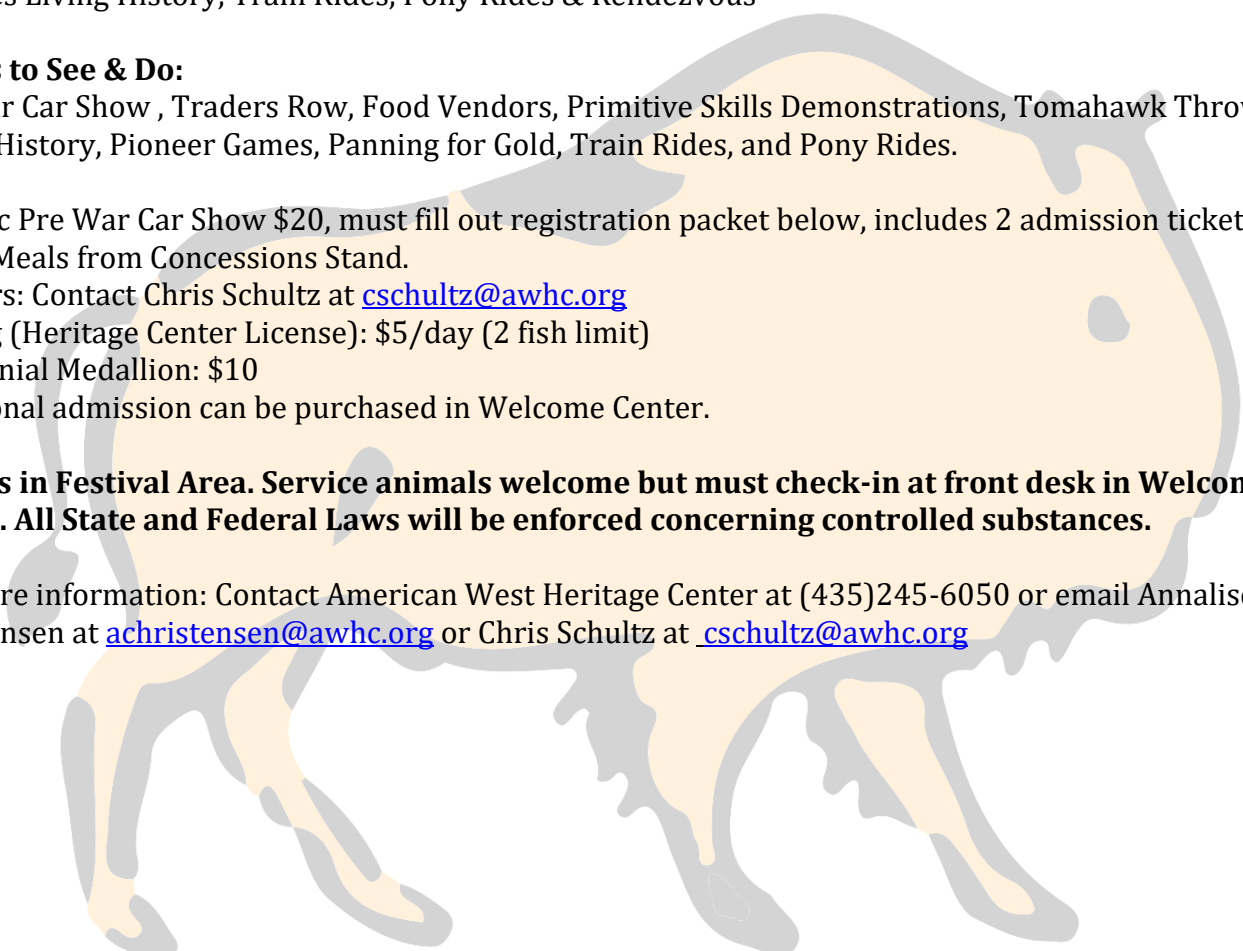 s Living History, Train Rides, Pony Rides & Rendezvous
s to See & Do:
r Car Show , Traders Row, Food Vendors, Primitive Skills Demonstrations, Tomahawk Throw
History, Pioneer Games, Panning for Gold, Train Rides, and Pony Rides.
c Pre War Car Show $20, must fill out registration packet below, includes 2 admission ticket
Meals from Concessions Stand.
rs: Contact Chris Schultz at cschultz@awhc.org
g (Heritage Center License): $5/day (2 fish limit)
nial Medallion: $10
onal admission can be purchased in Welcome Center.
s in Festival Area. Service animals welcome but must check-in at front desk in Welcom
. All State and Federal Laws will be enforced concerning controlled substances.
re information: Contact American West Heritage Center at (435)245-6050 or email Annalise
nsen at achristensen@awhc.org or Chris Schultz at cschultz@awhc.org